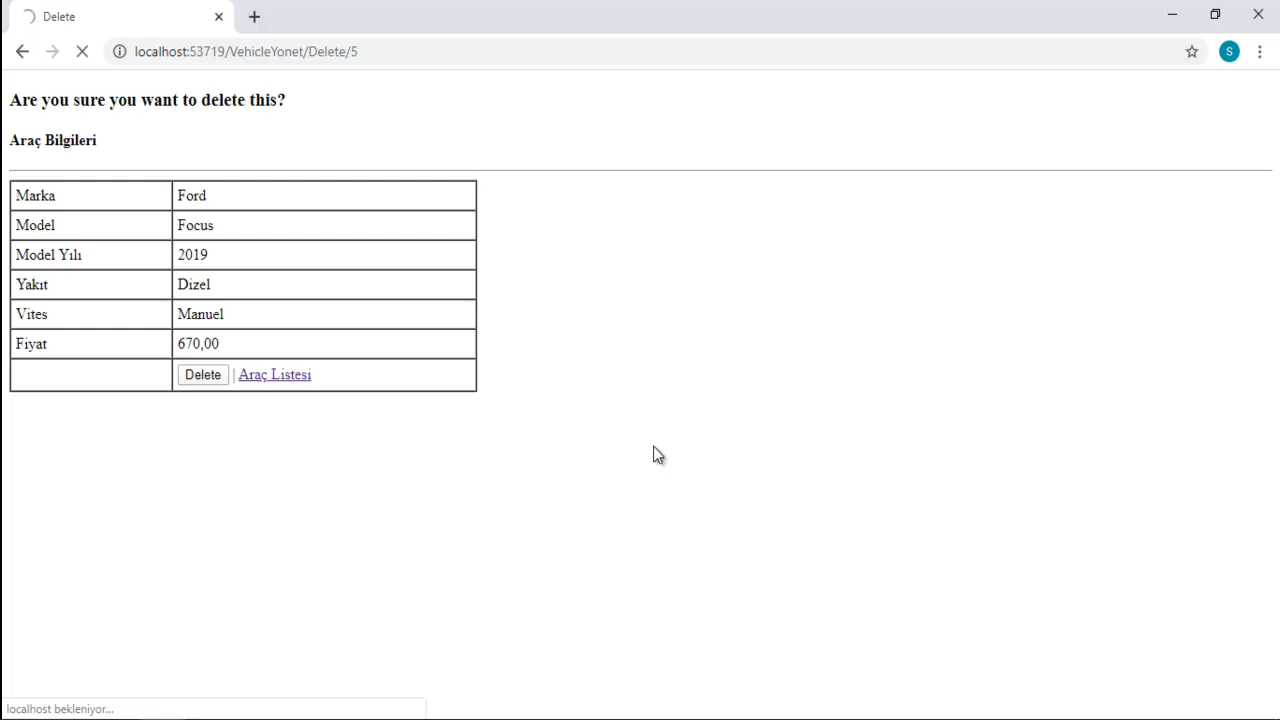 Delete
localhost:53719/VehicleYonet/Delete/5
S
Are you sure you want to delete this?
Araç Bilgileri
Marka Ford
Model Focus
Model Yılı 2019
Yakıt Dizel
Vites Manuel
Fiyat 670,00
Delete | Araç Listesi
localhost bekleniyor...